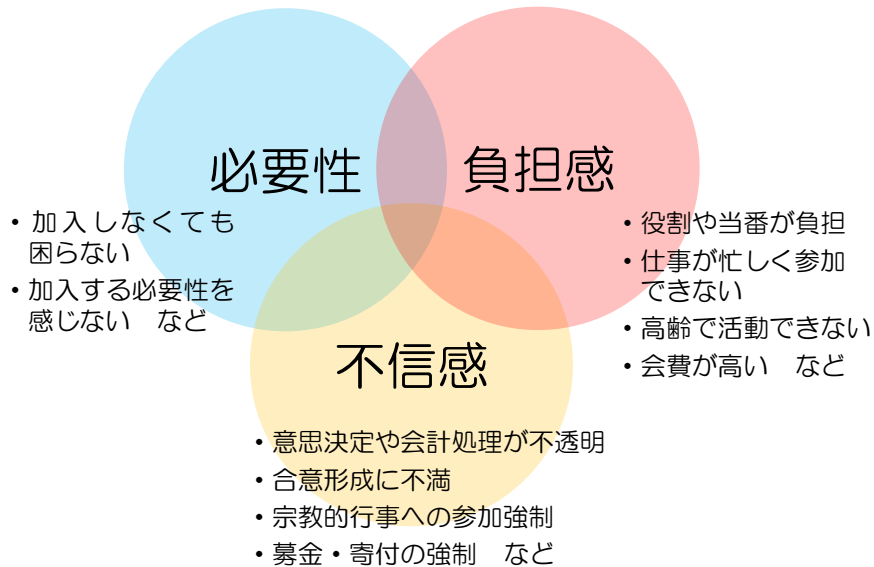 必要性
・加入しなくても
困らない
・加入する必要性を
感じない　など
負担感
・役割や当番が負担
・仕事が忙しく参加
できない
・高齢で活動できない
・会費が高い　など
不信感
・意思決定や会計処理が不透明
・合意形成に不満
・宗教的行事への参加強制
・募金・寄付の強制　など